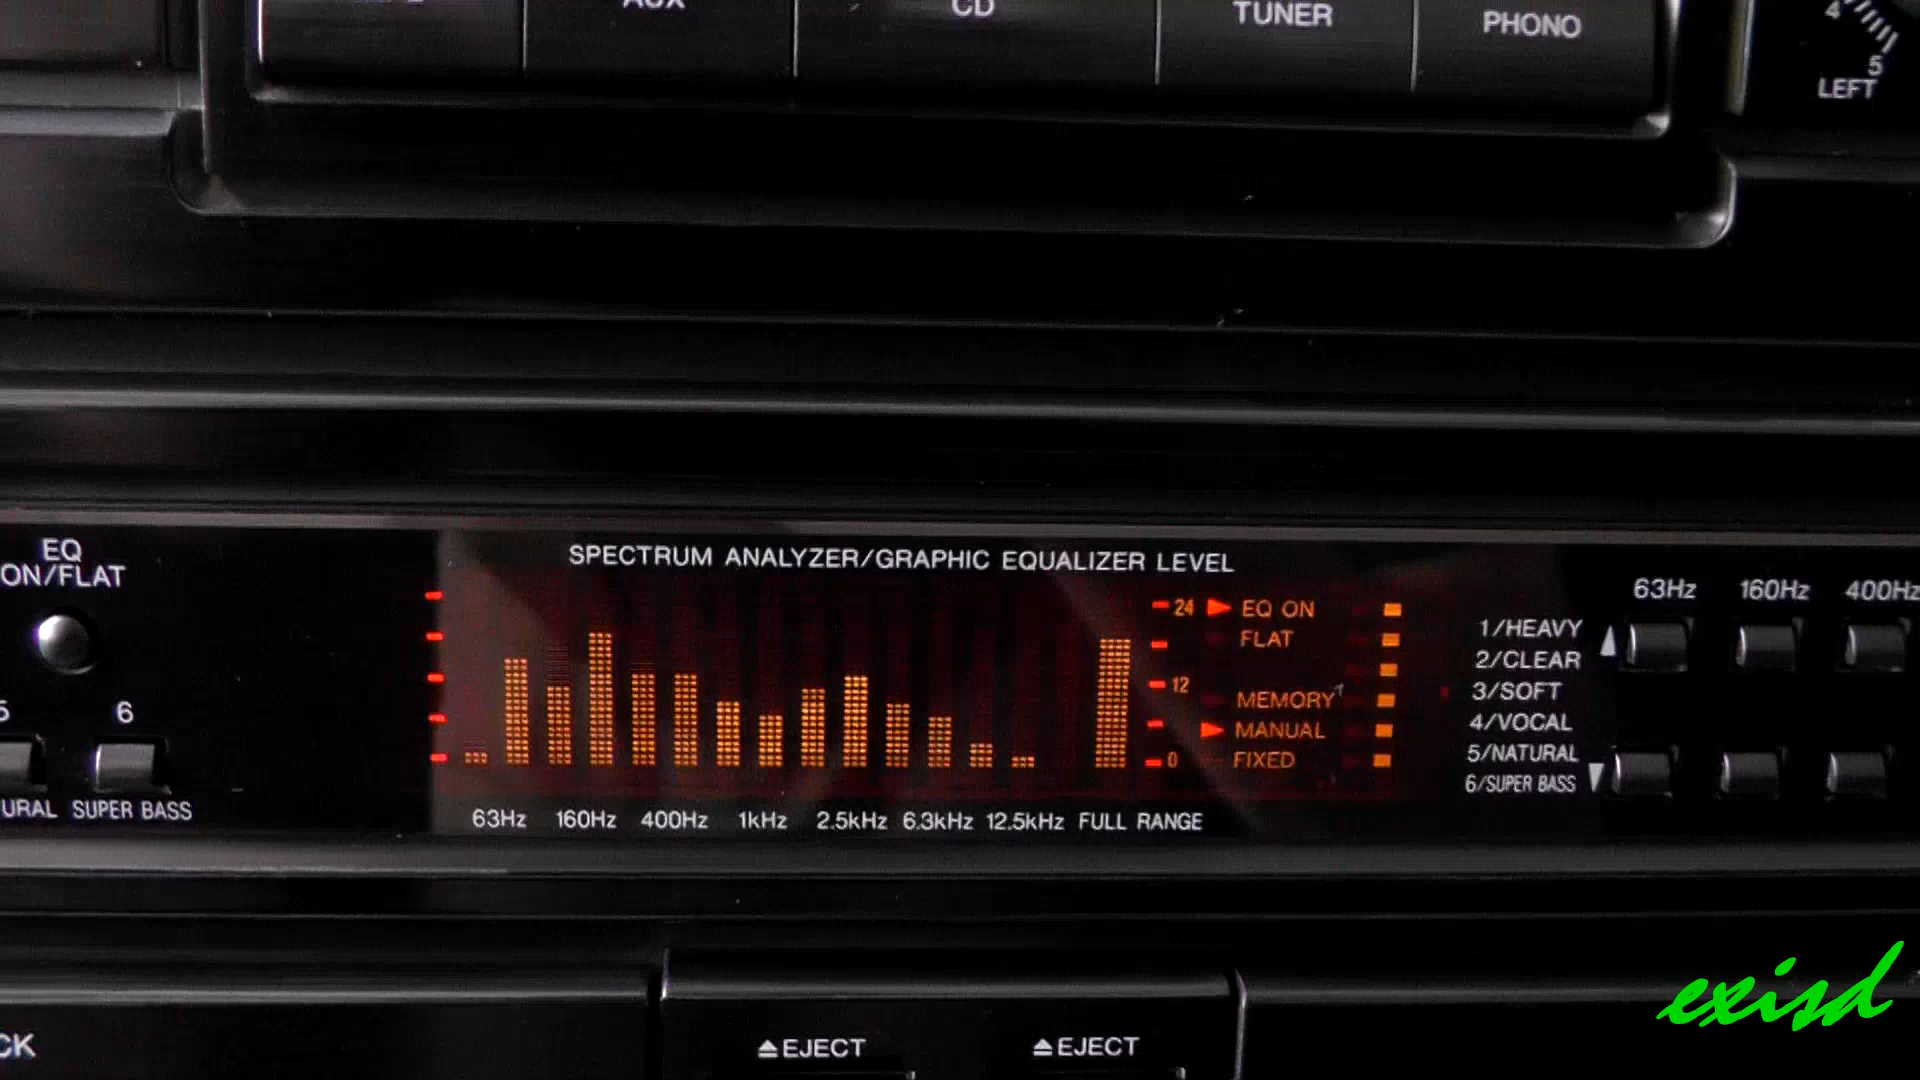 AUX CD TUNER PHONO
4
5
LEFT
SPECTRUM ANALYZER/GRAPHIC EQUALIZER LEVEL
EQ
ON/FLAT
5 6
URAL SUPER BASS
24 EQ ON
FLAT
12
MEMORY
MANUAL
0 FIXED
63Hz 160Hz 400Hz 1kHz 2.5kHz 6.3kHz 12.5kHz FULL RANGE
63Hz 160Hz 400Hz
1/HEAVY
2/CLEAR
3/SOFT
4/VOCAL
5/NATURAL
6/SUPER BASS
CK
EJECT EJECT
exisd